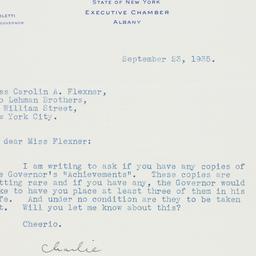 STATE OF NEW YORK
EXECUTIVE CHAMBER
ALBANY
LETTI
GOVERNOR
September 23, 1935.
ss Carolin A. Flexner,
o Lehman Brothers,
William Street,
w York City.
dear Miss Flexner:
I am writing to ask if you have any copies of
e Governor's "Achievements". These copies are
tting rare and if you have any, the Governor would
ke to have you place at least three of them in his
fe. And under no condition are they to be taken
t. Will you let me know about this?
Cheerio.
Charlie